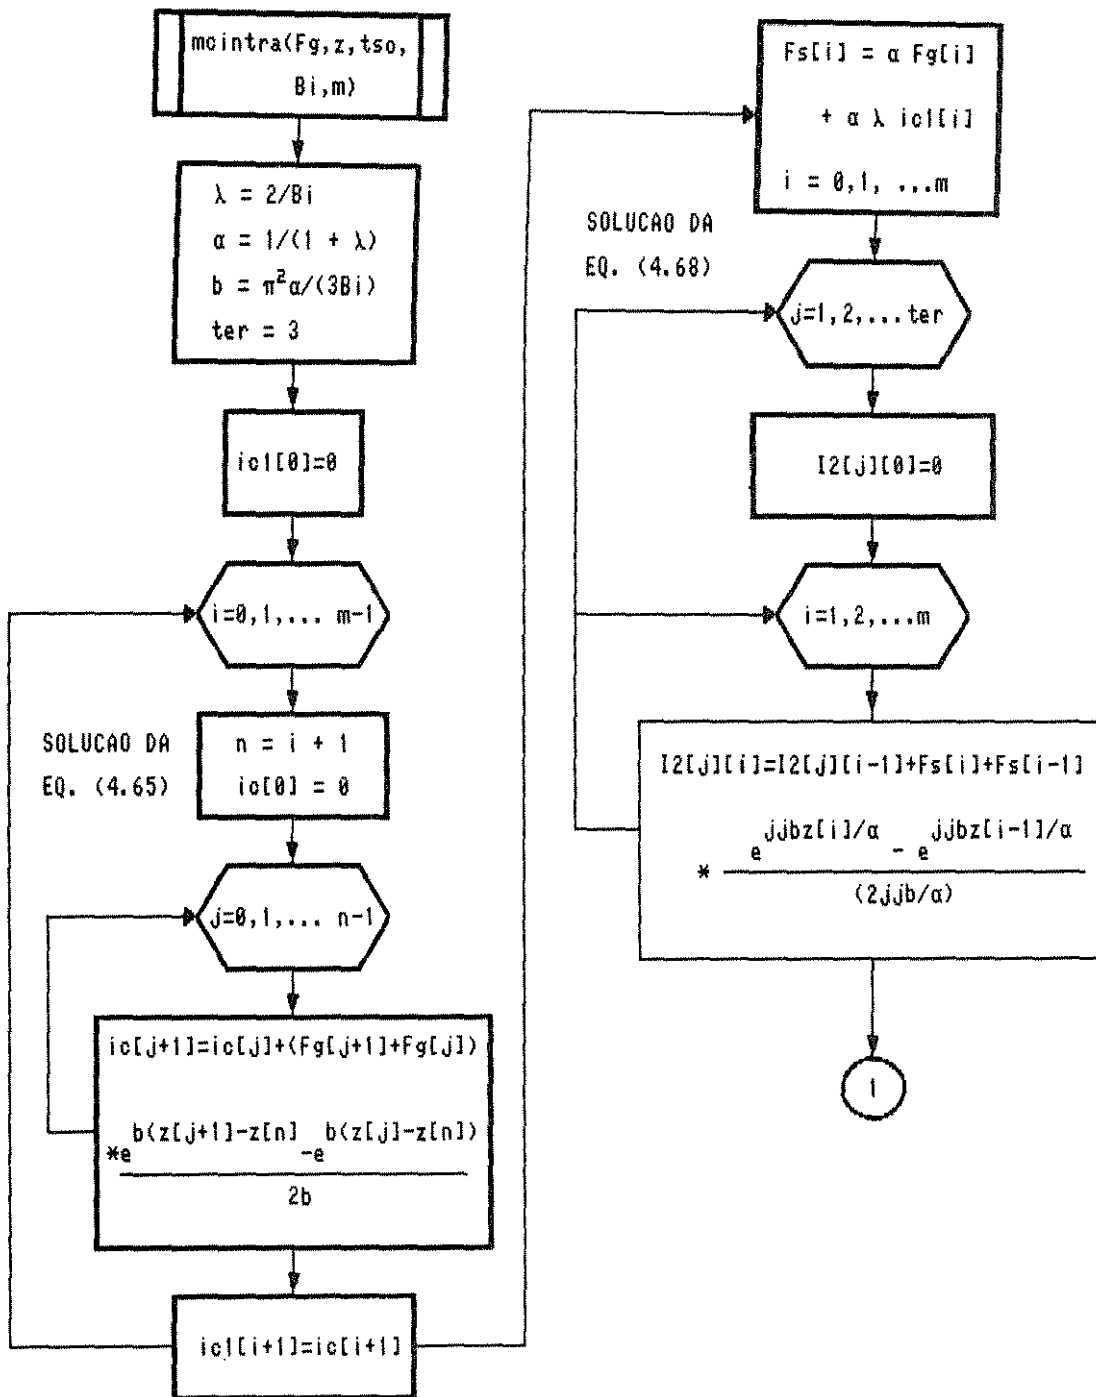 mcintra(Fg,z,tso,
Bi,m)
λ = 2/Bi
α = 1/(1 + λ)
b = π²α/(3Bi)
ter = 3
ic1[0]=0
i=0,1,... m-1
SOLUCAO DA
EQ. (4.65)
n = i + 1
ic[0] = 0
j=0,1,... n-1
ic[j+1]=ic[j]+(Fg[j+1]+Fg[j])
*e^b(z[j+1]-z[n] -e^b(z[j]-z[n])
2b
ic1[i+1]=ic[i+1]
Fs[i] = α Fg[i]
+ α λ ic1[i]
i = 0,1, ...m
SOLUCAO DA
EQ. (4.68)
j=1,2,...ter
I2[j][0]=0
i=1,2,...m
I2[j][i]=I2[j][i-1]+Fs[i]+Fs[i-1]
* e^jjbz[i]/α - e^jjbz[i-1]/α
(2jjb/α)
1